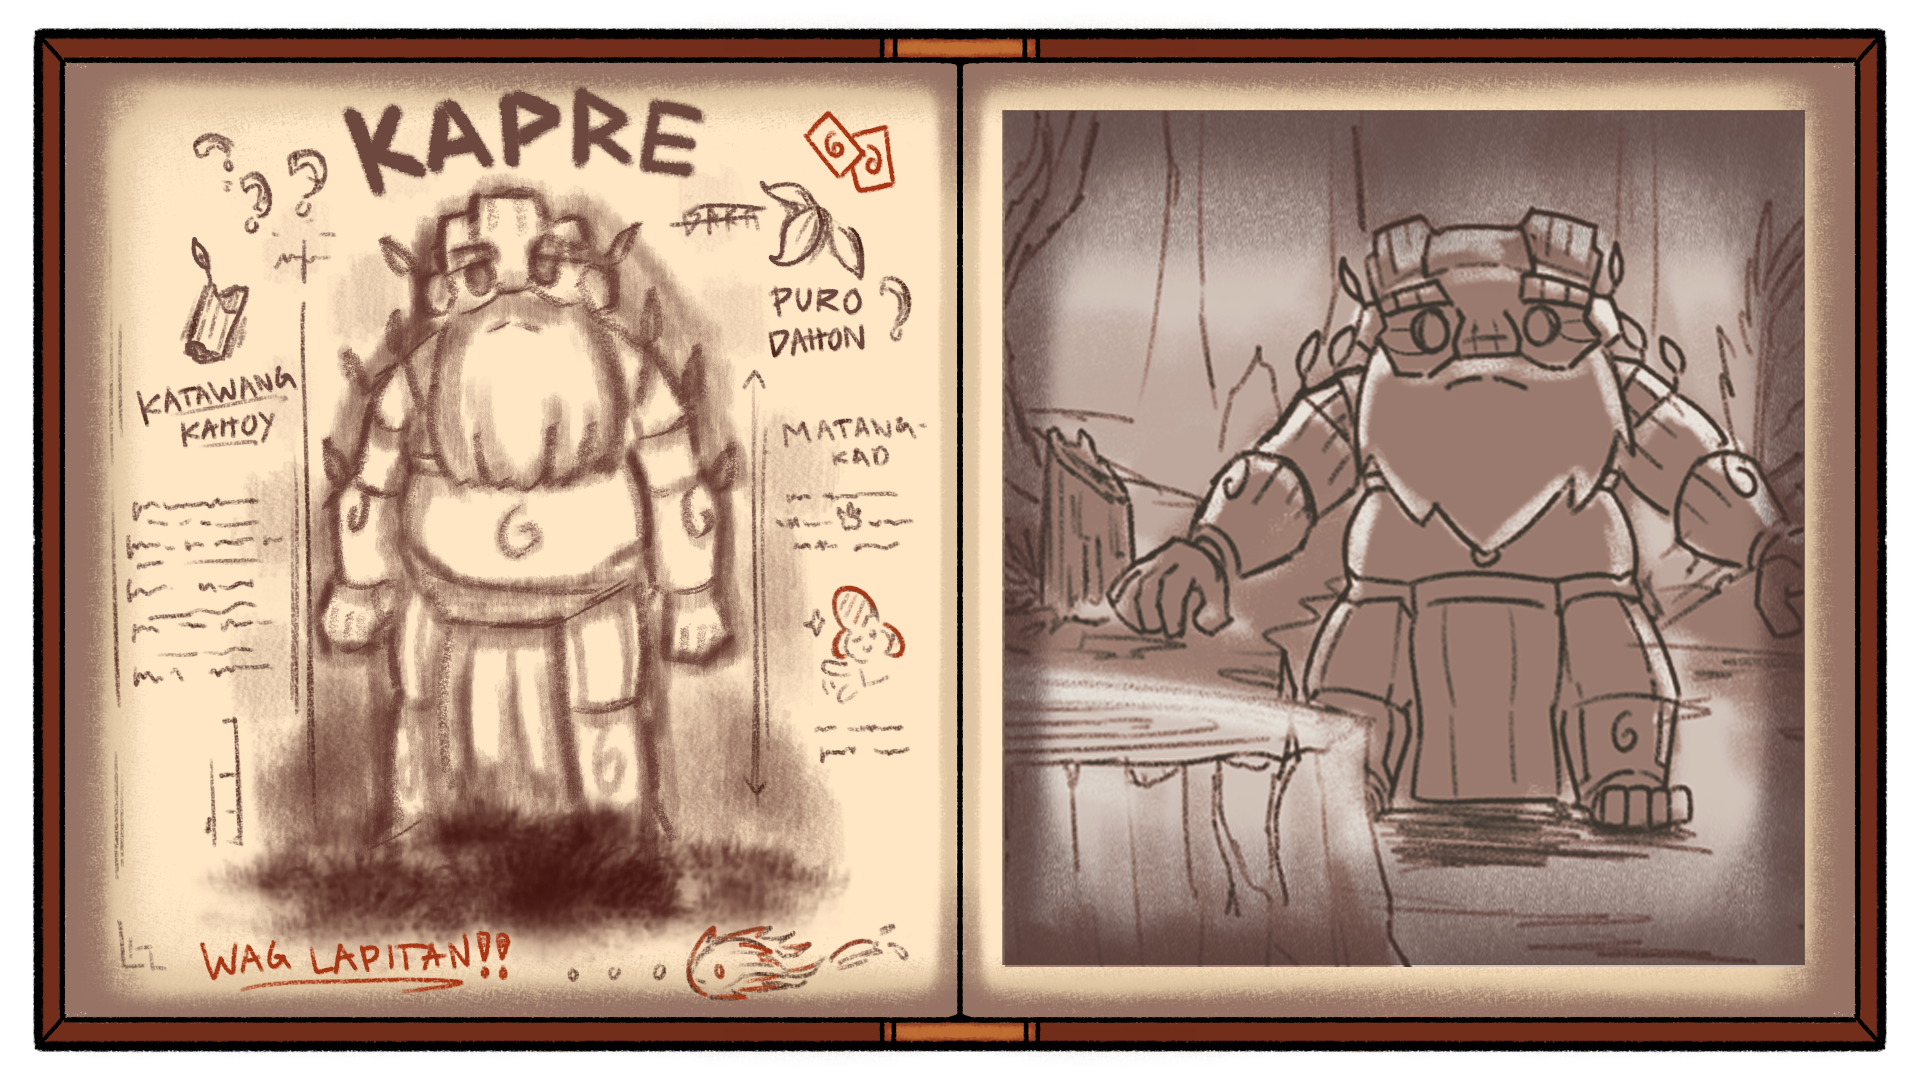 KAPRE
PURO
DAHON
KATAWANG
KAHOY
MATANG-
KAD
WAG LAPITAN!!